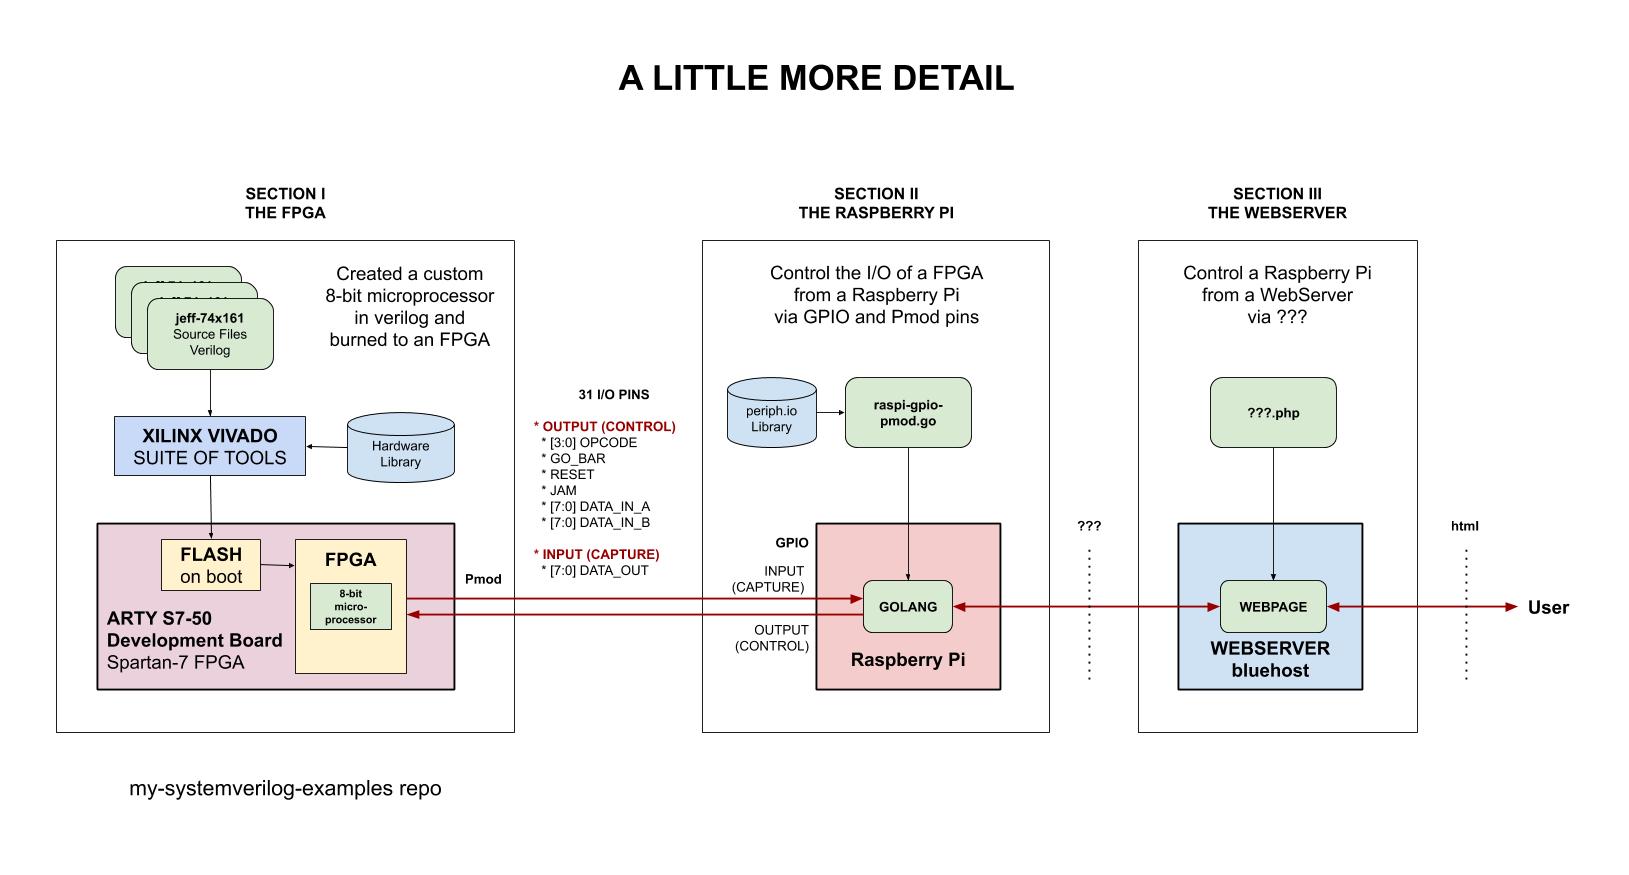 A LITTLE MORE DETAIL
SECTION I
THE FPGA
SECTION II
THE RASPBERRY PI
SECTION III
THE WEBSERVER
jeff-74x161
Source Files
Verilog
Created a custom
8-bit microprocessor
in verilog and
burned to an FPGA
XILINX VIVADO
SUITE OF TOOLS
Hardware
Library
FLASH
on boot
FPGA
8-bit
micro-
processor
ARTY S7-50
Development Board
Spartan-7 FPGA
Pmod
31 I/O PINS
* OUTPUT (CONTROL)
* [3:0] OPCODE
* GO_BAR
* RESET
* JAM
* [7:0] DATA_IN_A
* [7:0] DATA_IN_B
* INPUT (CAPTURE)
* [7:0] DATA_OUT
Control the I/O of a FPGA
from a Raspberry Pi
via GPIO and Pmod pins
periph.io
Library
raspi-gpio-
pmod.go
GPIO
INPUT
(CAPTURE)
OUTPUT
(CONTROL)
GOLANG
Raspberry Pi
???
Control a Raspberry Pi
from a WebServer
via ???
???.php
WEBPAGE
WEBSERVER
bluehost
html
User
my-systemverilog-examples repo